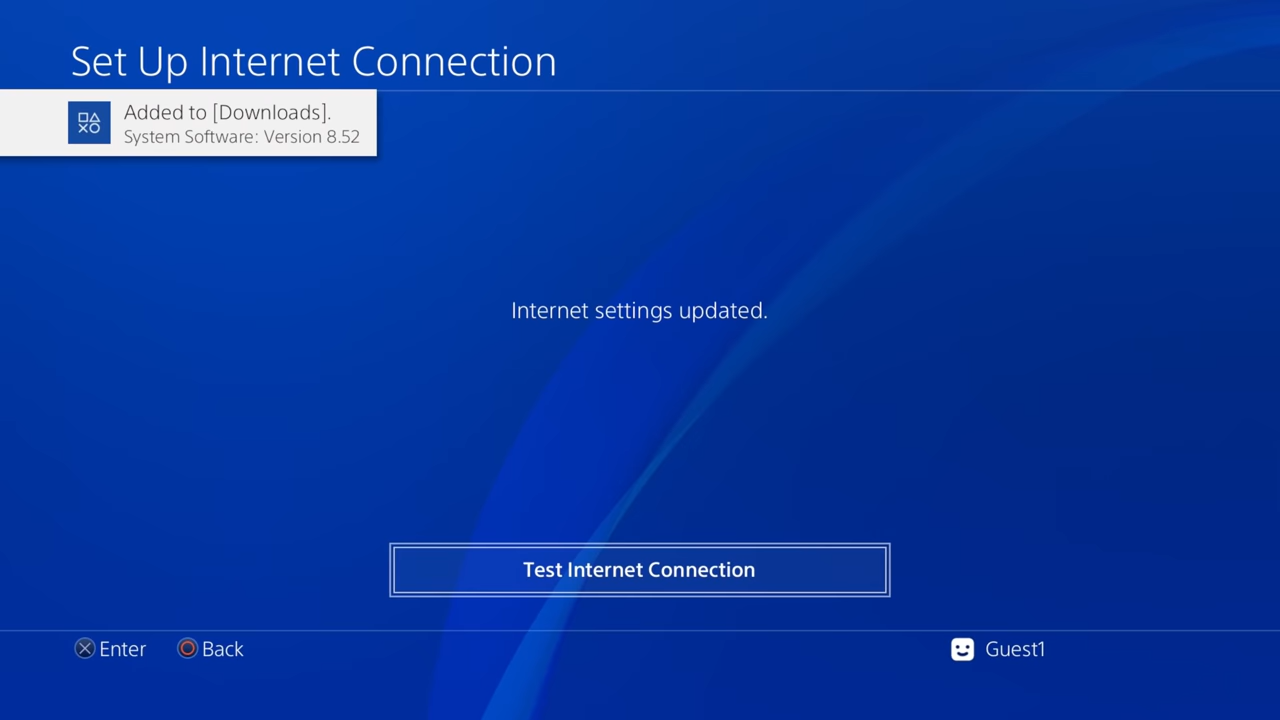 Set Up Internet Connection
Added to [Downloads].
System Software: Version 8.52
Internet settings updated.
Test Internet Connection
Enter
Back
Guest1